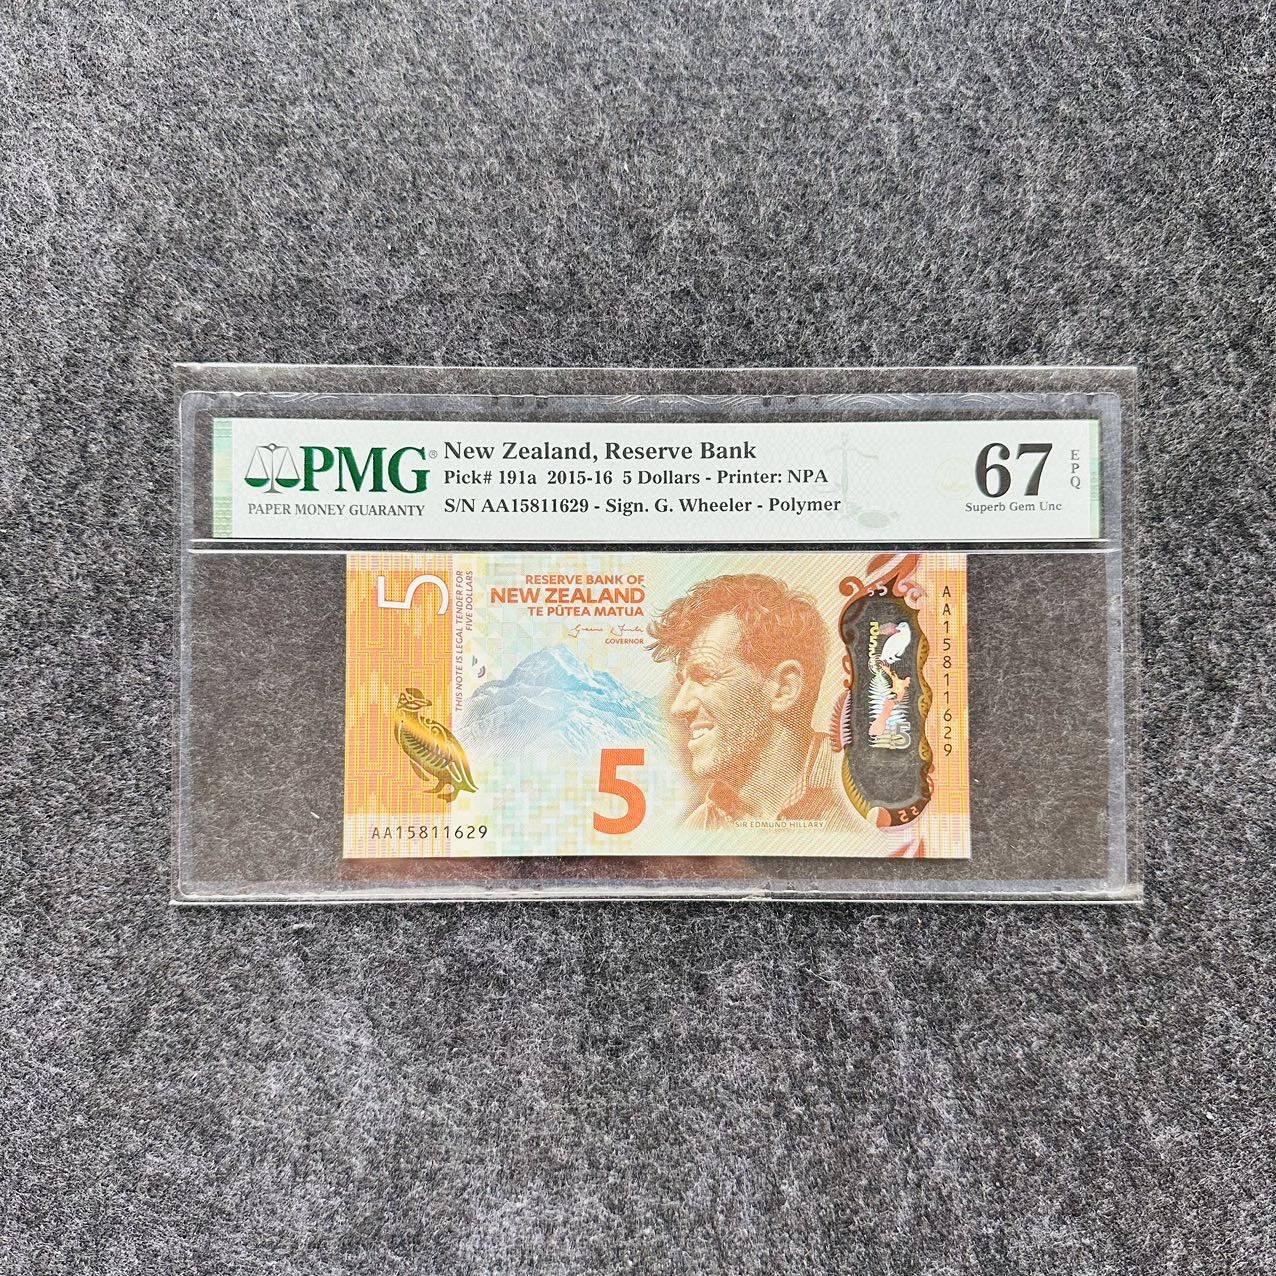 PMG®
PAPER MONEY GUARANTY
New Zealand, Reserve Bank
Pick# 191a 2015-16 5 Dollars - Printer: NPA
S/N AA15811629 - Sign. G. Wheeler - Polymer
67
EPQ
Superb Gem Unc
5
THIS NOTE IS LEGAL TENDER FOR
FIVE DOLLARS
RESERVE BANK OF
NEW ZEALAND
TE PŪTEA MATUA
GOVERNOR
5
SIR EDMUND HILLARY
AA15811629
5
AA15811629